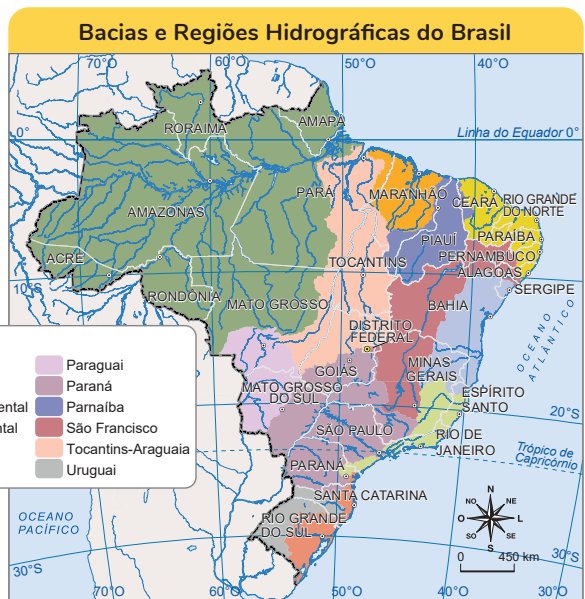 Bacias e Regiões Hidrográficas do Brasil
70°O
60°O
50°O
40°O
RORAIMA
AMAPÁ
0°
Linha do Equador 0°
PARÁ
MARANHÃO
CEARÁ
RIO GRANDE
DO NORTE
AMAZONAS
PIAUÍ
PARAÍBA
PERNAMBUCO
ACRE
TOCANTINS
ALAGOAS
10°S
SERGIPE
RONDÔNIA
MATO GROSSO
BAHIA
DISTRITO
FEDERAL
OCEANO
ATLÂNTICO
GOIÁS
MINAS
GERAIS
MATO GROSSO
DO SUL
ESPÍRITO
SANTO
20°S
SÃO PAULO
RIO DE
JANEIRO
Trópico de
Capricórnio
PARANÁ
SANTA CATARINA
RIO GRANDE
DO SUL
Paraguai
Paraná
ental
Parnaíba
tal
São Francisco
Tocantins-Araguaia
Uruguai
OCEANO
PACÍFICO
N
NO
NE
O
L
SO
SE
S
0
450 km
30°S
30°S
70°O
60°O
50°O
40°O